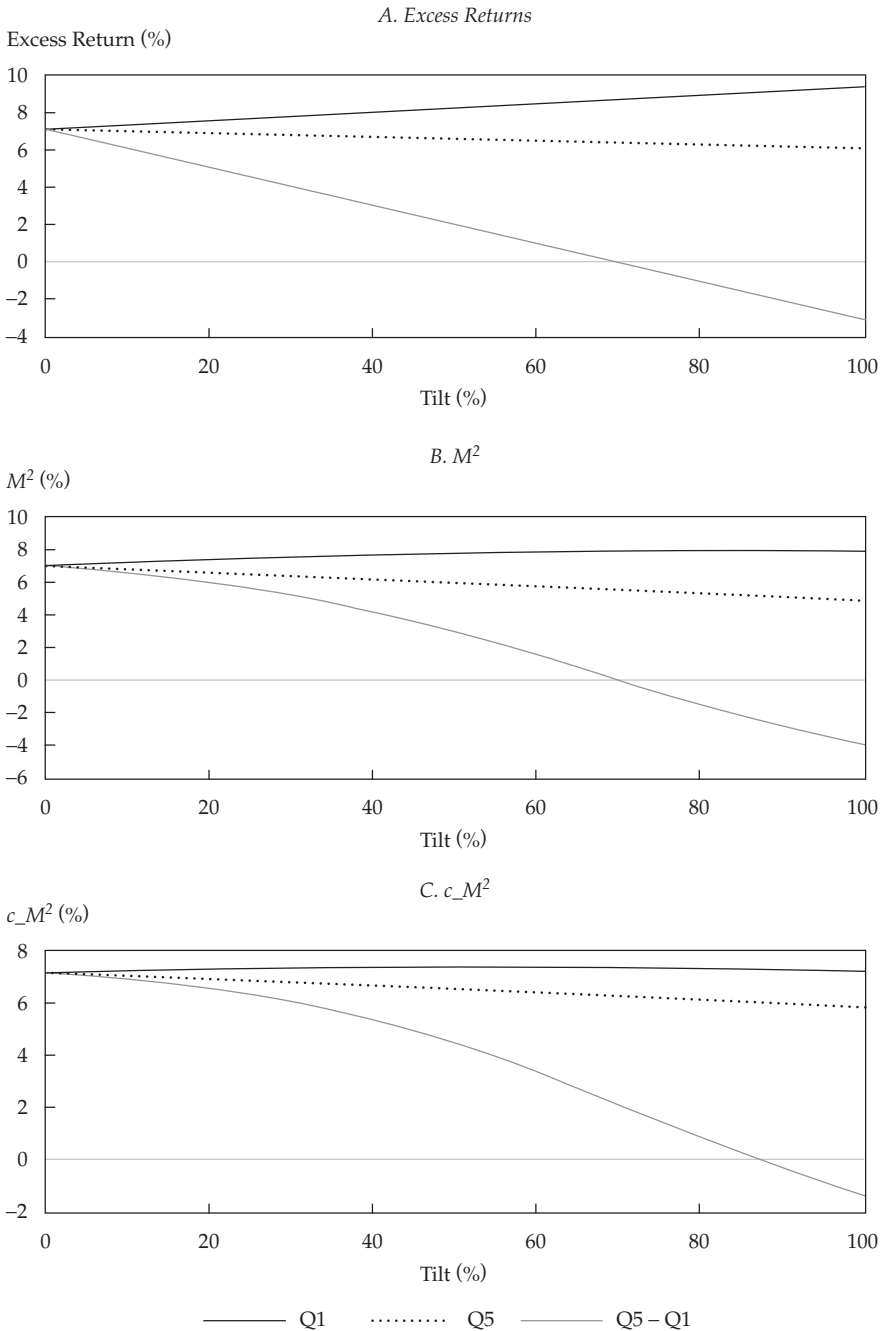 A. Excess Returns
Excess Return (%)
10
8
6
4
2
0
–2
–4
0 20 40 60 80 100
Tilt (%)
B. M²
M² (%)
10
8
6
4
2
0
–2
–4
–6
0 20 40 60 80 100
Tilt (%)
C. c_M²
c_M² (%)
8
6
4
2
0
–2
0 20 40 60 80 100
Tilt (%)
Q1 Q5 Q5 – Q1